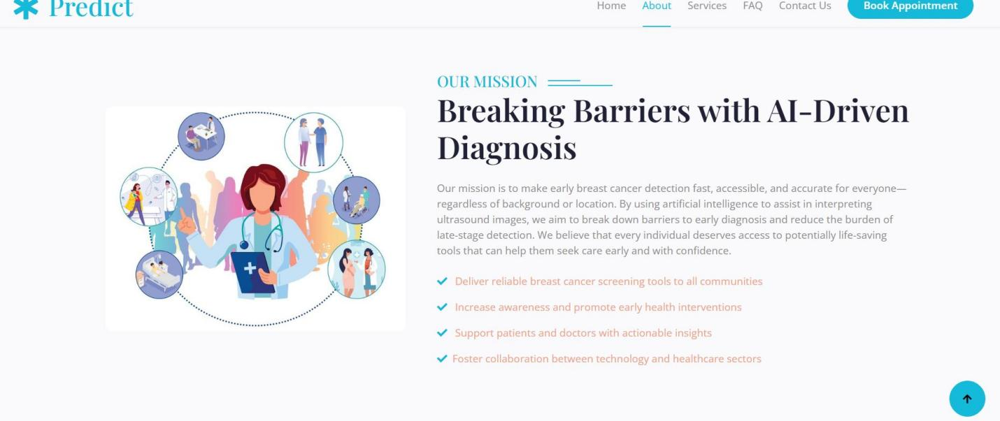 Predict
Home About Services FAQ Contact Us Book Appointment
OUR MISSION
Breaking Barriers with AI-Driven
Diagnosis
Our mission is to make early breast cancer detection fast, accessible, and accurate for everyone—
regardless of background or location. By using artificial intelligence to assist in interpreting
ultrasound images, we aim to break down barriers to early diagnosis and reduce the burden of
late-stage detection. We believe that every individual deserves access to potentially life-saving
tools that can help them seek care early and with confidence.
Deliver reliable breast cancer screening tools to all communities
Increase awareness and promote early health interventions
Support patients and doctors with actionable insights
Foster collaboration between technology and healthcare sectors